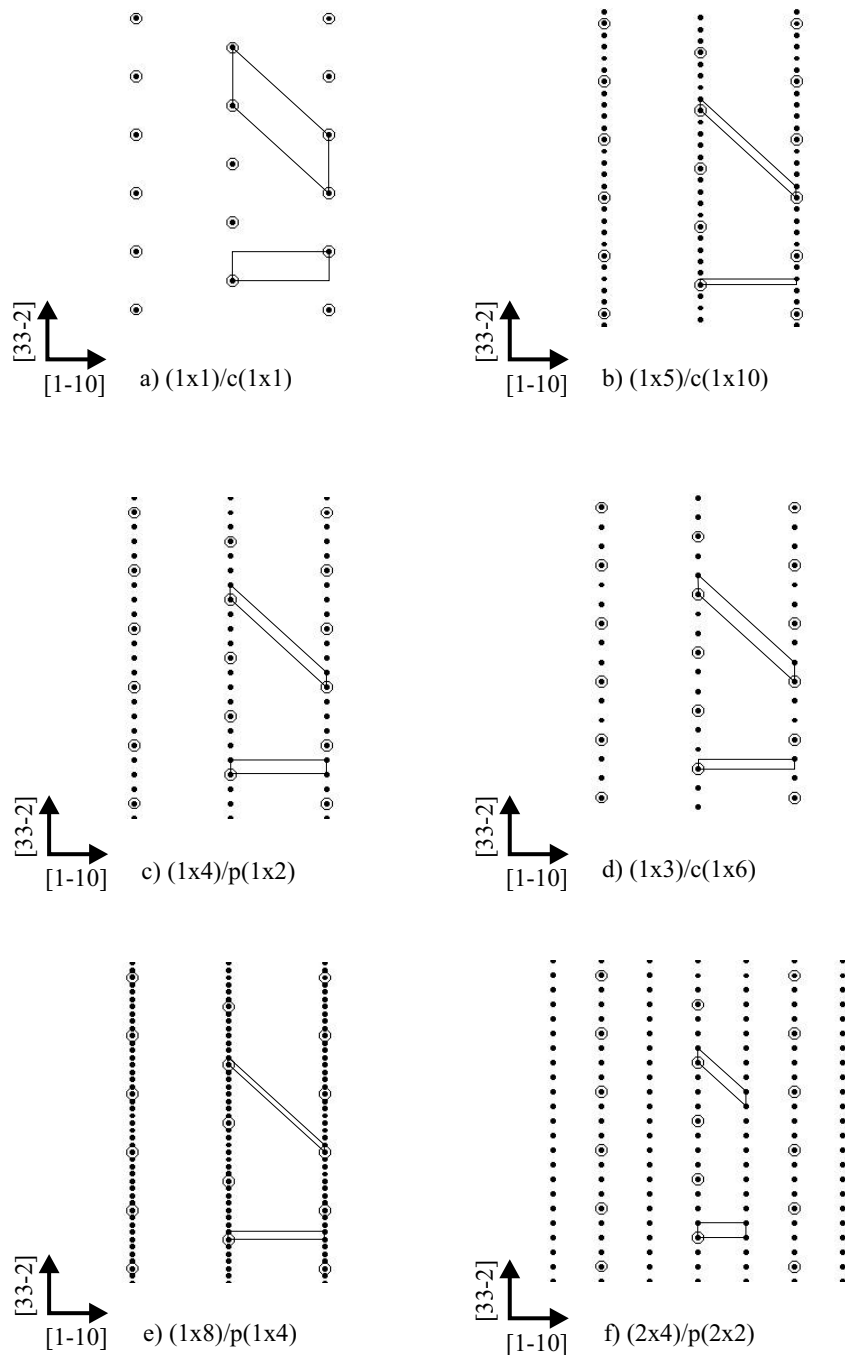 [33-2]
[1-10]
a) (1x1)/c(1x1)
[33-2]
[1-10]
b) (1x5)/c(1x10)
[33-2]
[1-10]
c) (1x4)/p(1x2)
[33-2]
[1-10]
d) (1x3)/c(1x6)
[33-2]
[1-10]
e) (1x8)/p(1x4)
[33-2]
[1-10]
f) (2x4)/p(2x2)